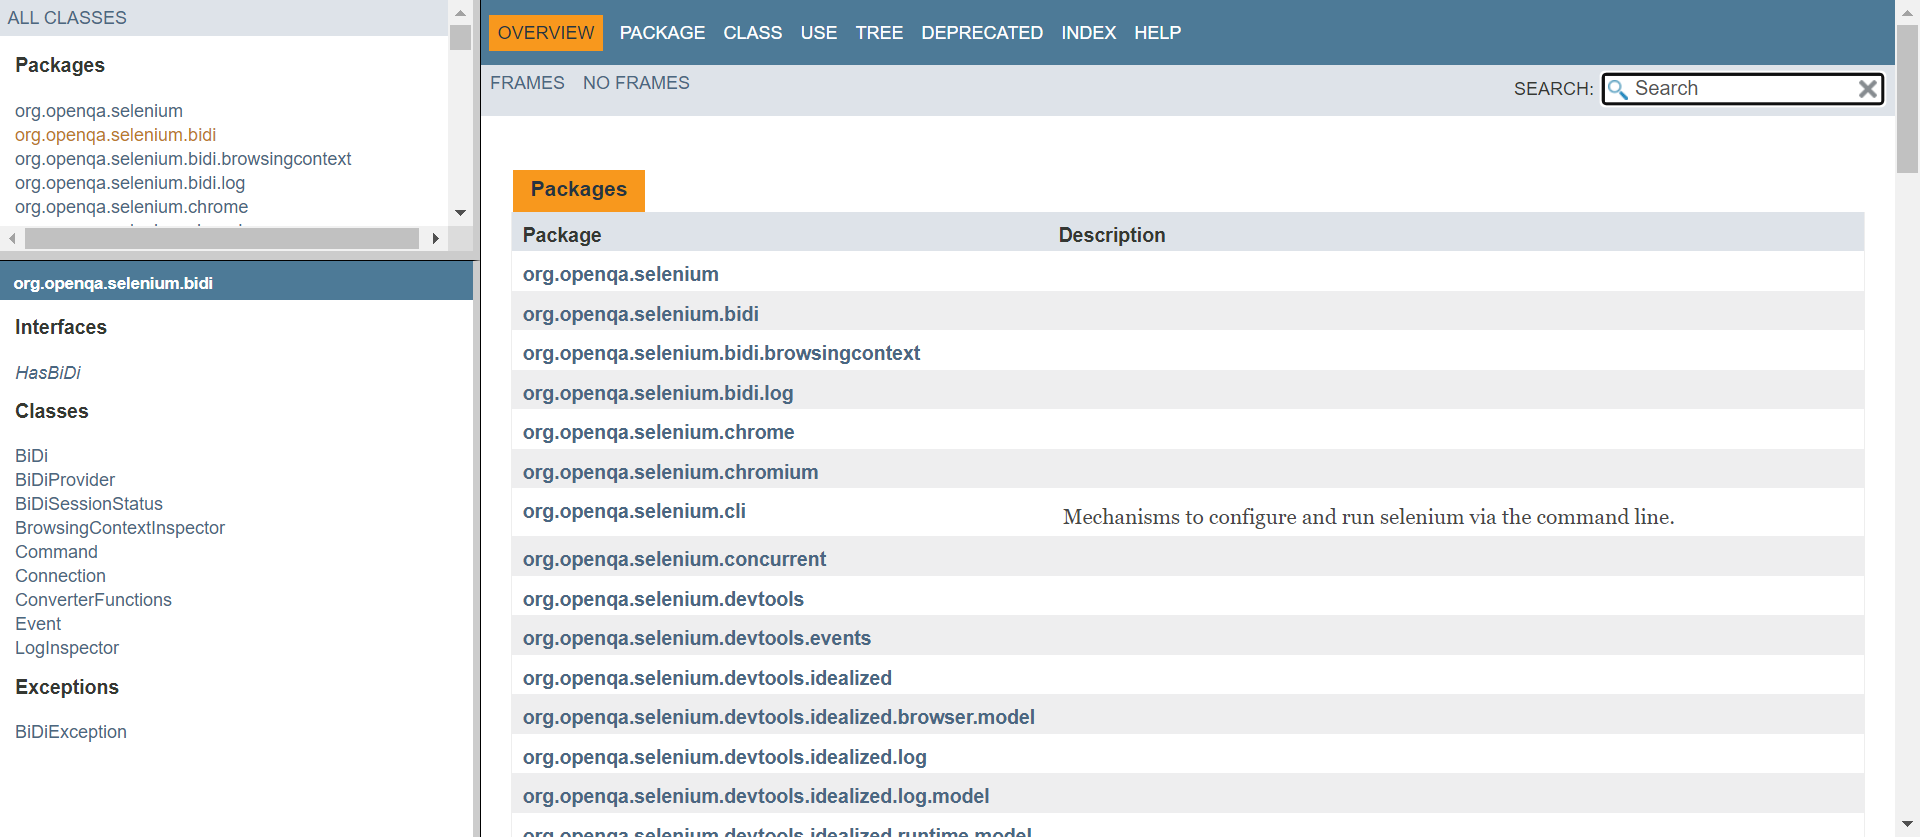 ALL CLASSES
Packages
org.openqa.selenium
org.openqa.selenium.bidi
org.openqa.selenium.bidi.browsingcontext
org.openqa.selenium.bidi.log
org.openqa.selenium.chrome
org.openqa.selenium.bidi
Interfaces
HasBiDi
Classes
BiDi
BiDiProvider
BiDiSessionStatus
BrowsingContextInspector
Command
Connection
ConverterFunctions
Event
LogInspector
Exceptions
BiDiException
OVERVIEW PACKAGE CLASS USE TREE DEPRECATED INDEX HELP
FRAMES NO FRAMES SEARCH: Search
Packages
Package Description
org.openqa.selenium
org.openqa.selenium.bidi
org.openqa.selenium.bidi.browsingcontext
org.openqa.selenium.bidi.log
org.openqa.selenium.chrome
org.openqa.selenium.chromium
org.openqa.selenium.cli Mechanisms to configure and run selenium via the command line.
org.openqa.selenium.concurrent
org.openqa.selenium.devtools
org.openqa.selenium.devtools.events
org.openqa.selenium.devtools.idealized
org.openqa.selenium.devtools.idealized.browser.model
org.openqa.selenium.devtools.idealized.log
org.openqa.selenium.devtools.idealized.log.model
org.openqa.selenium.devtools.idealized.runtime.model